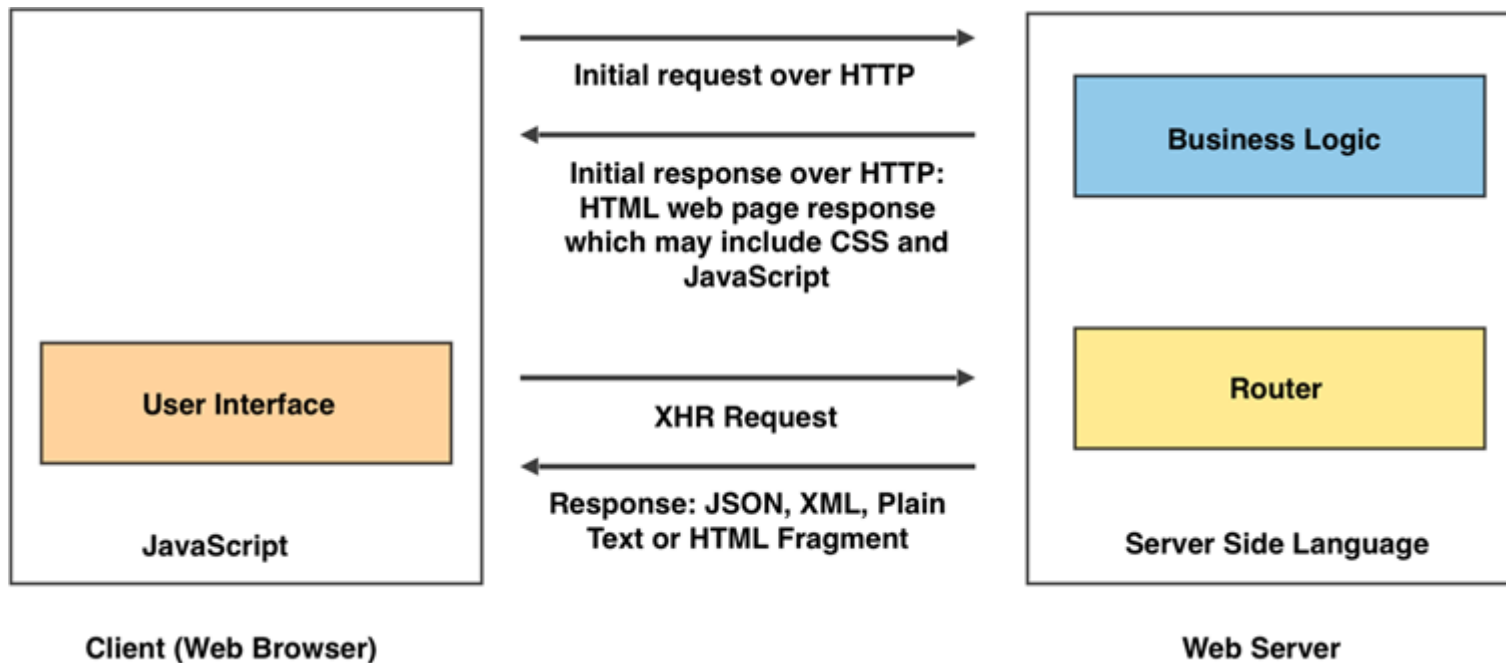 Initial request over HTTP
Business Logic
Initial response over HTTP:
HTML web page response
which may include CSS and
JavaScript
User Interface
XHR Request
Router
Response: JSON, XML, Plain
Text or HTML Fragment
JavaScript
Server Side Language
Client (Web Browser)
Web Server